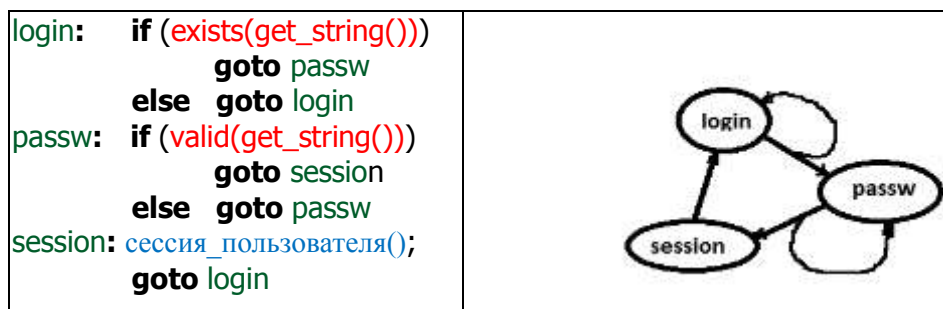 login: if (exists(get_string()))
goto passw
else goto login
passw: if (valid(get_string()))
goto session
else goto passw
session: сессия_пользователя();
goto login
login
passw
session